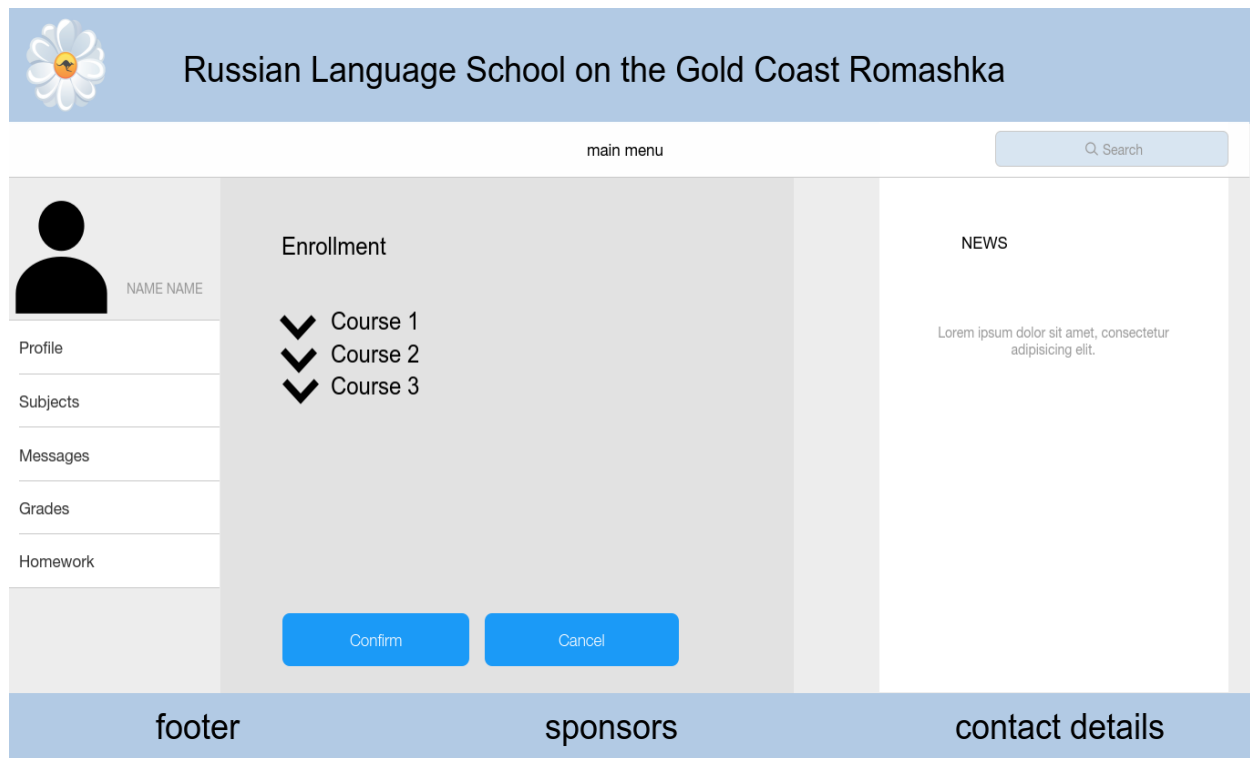 Russian Language School on the Gold Coast Romashka
main menu
Search
NAME NAME
Profile
Subjects
Messages
Grades
Homework
Enrollment
Course 1
Course 2
Course 3
Confirm
Cancel
NEWS
Lorem ipsum dolor sit amet, consectetur
adipisicing elit.
footer
sponsors
contact details